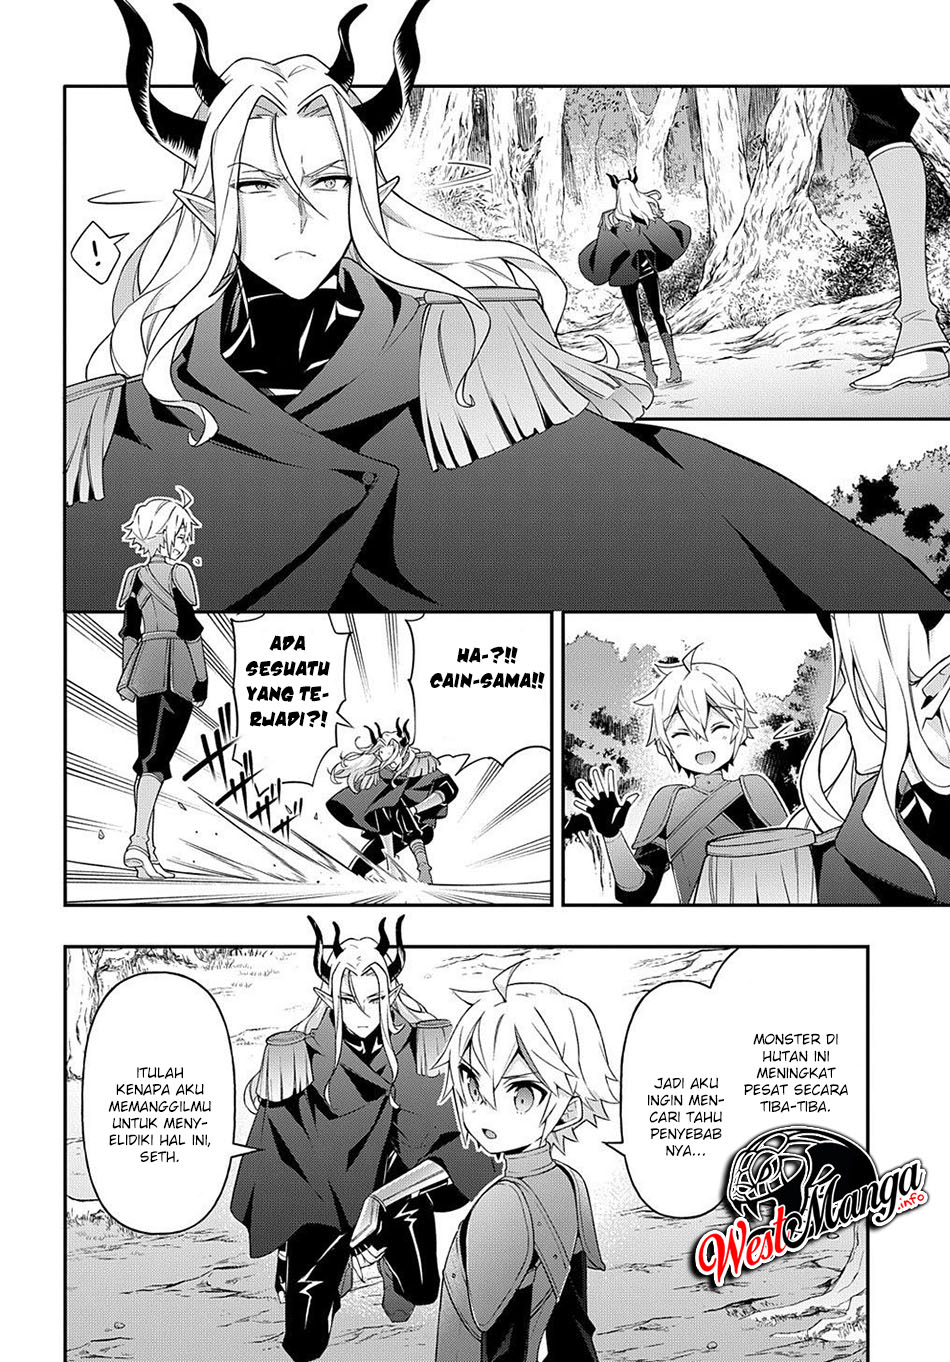 !
HA-?!!
CAIN-SAMA!!
ADA
SESUATU
YANG TE-
RJADI?!
MONSTER DI
HUTAN INI
MENINGKAT
PESAT SECARA
TIBA-TIBA.
JADI AKU
INGIN MEN-
CARI TAHU
PENYEBAB
NYA...
ITULAH
KENAPA AKU
MEMANGGILMU
UNTUK MENY-
ELIDIKI HAL INI,
SETH.
WestManga.info